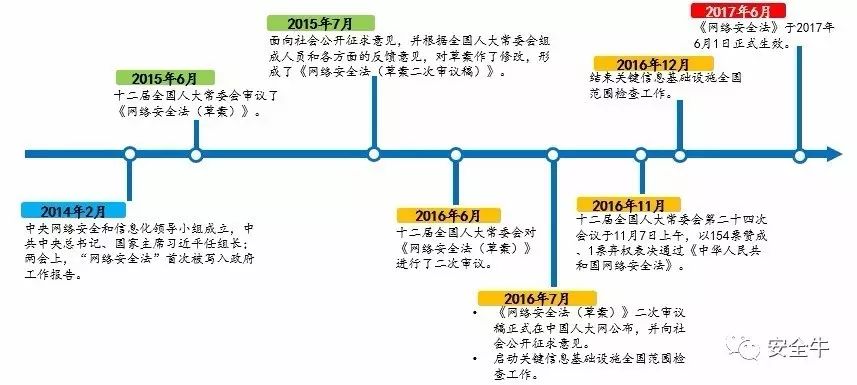 2014年2月
中央网络安全和信息化领导小组成立，中
共中央总书记、国家主席习近平任组长；
两会上，“网络安全法”首次被写入政府
工作报告。
2015年6月
十二届全国人大常委会审议了
《网络安全法（草案）》。
2015年7月
面向社会公开征求意见，并根据全国人大常委会组
成人员和各方面的反馈意见，对草案作了修改，形
成了《网络安全法（草案二次审议稿）》。
2016年6月
十二届全国人大常委会对
《网络安全法（草案）》
进行了二次审议。
2016年7月
• 《网络安全法（草案）》二次审议
稿正式在中国人大网公布，并向社
会公开征求意见。
• 启动关键信息基础设施全国范围检
查工作。
2016年11月
十二届全国人大常委会第二十四次
会议于11月7日上午，以154票赞成
、1票弃权表决通过《中华人民共
和国网络安全法》。
2016年12月
结束关键信息基础设施全国
范围检查工作。
2017年6月
《网络安全法》于2017年
6月1日正式生效。
安全牛